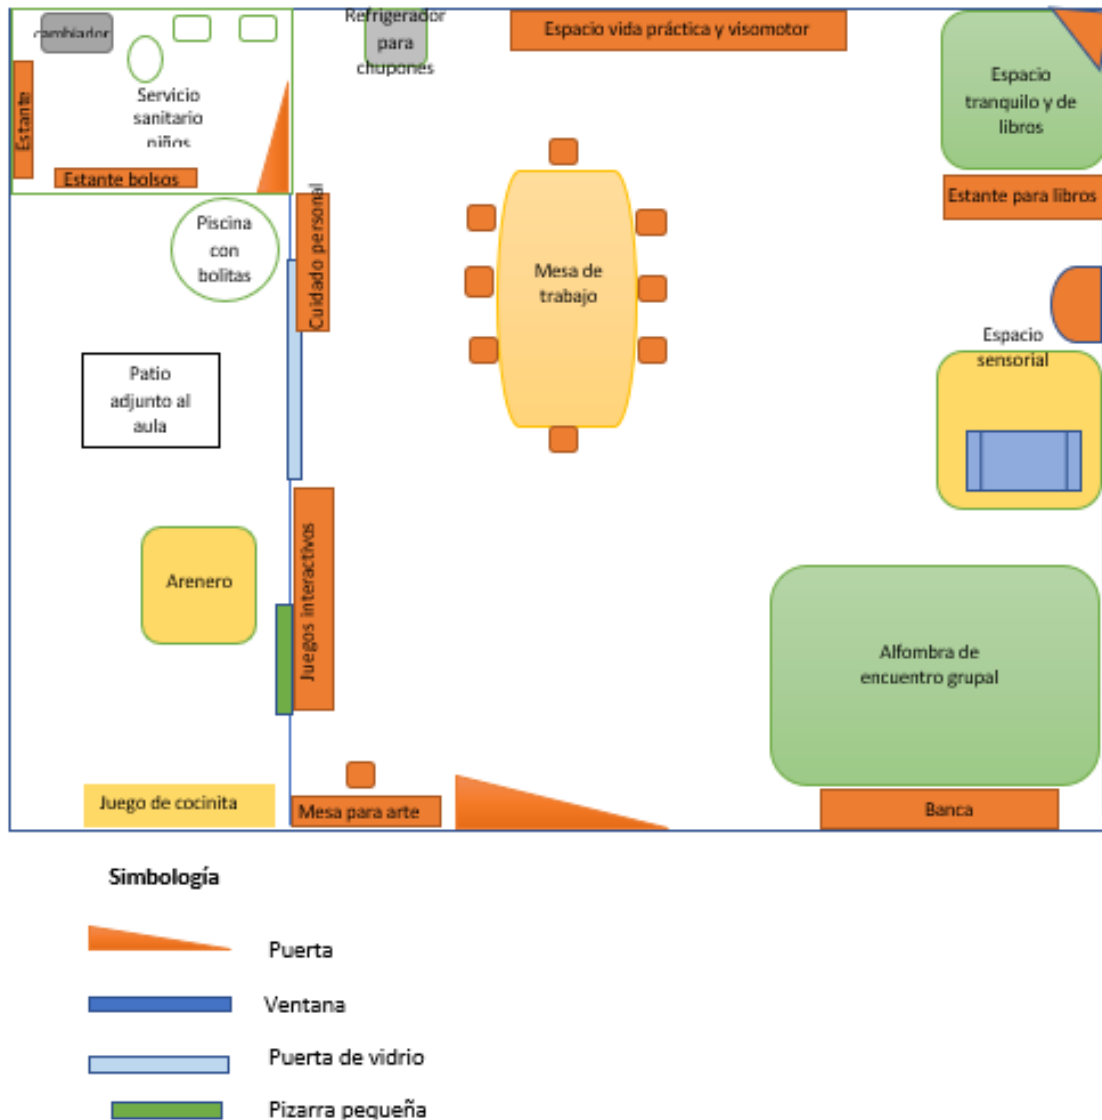 cambiador
Refrigerador
para
chupones
Espacio vida práctica y visomotor
Espacio
tranquilo y de
libros
Servicio
sanitario
niños
Estante
Estante bolsos
Estante para libros
Cuidado personal
Piscina
con
bolitas
Mesa de
trabajo
Espacio
sensorial
Patio
adjunto al
aula
Arenero
Juegos interactivos
Alfombra de
encuentro grupal
Juego de cocinita
Mesa para arte
Banca
Simbología
Puerta
Ventana
Puerta de vidrio
Pizarra pequeña